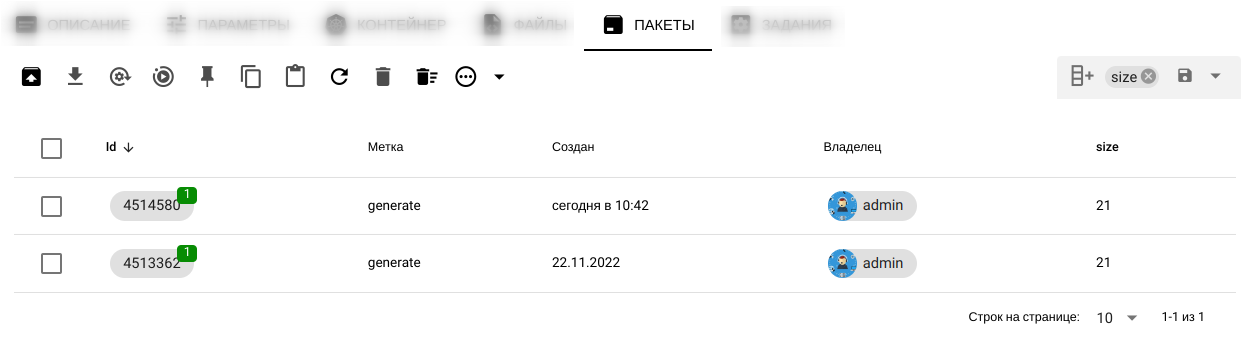 ОПИСАНИЕ ПАРАМЕТРЫ КОНТЕЙНЕР ФАЙЛЫ ПАКЕТЫ ЗАДАНИЯ
size
Id Метка Создан Владелец size
4514580 1 generate сегодня в 10:42 admin 21
4513362 1 generate 22.11.2022 admin 21
Строк на странице: 10 1-1 из 1